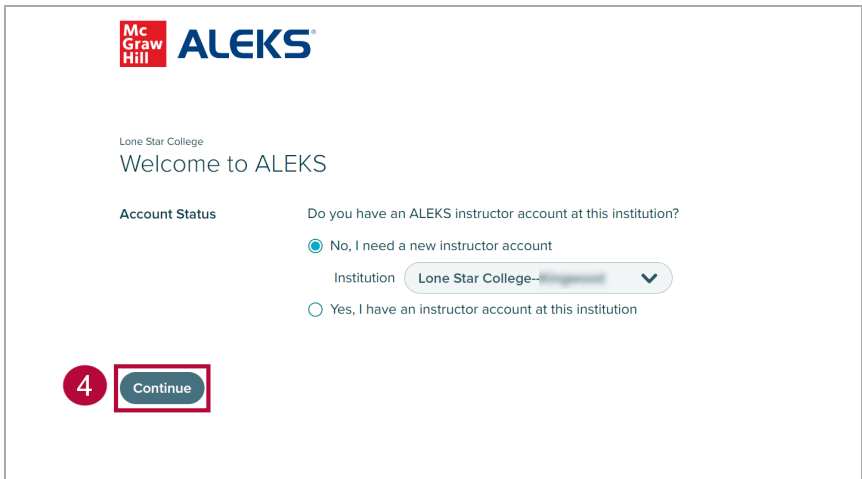 Mc
Graw
Hill
ALEKS®
Lone Star College
Welcome to ALEKS
Account Status
Do you have an ALEKS instructor account at this institution?
No, I need a new instructor account
Institution Lone Star College--
Yes, I have an instructor account at this institution
4 Continue